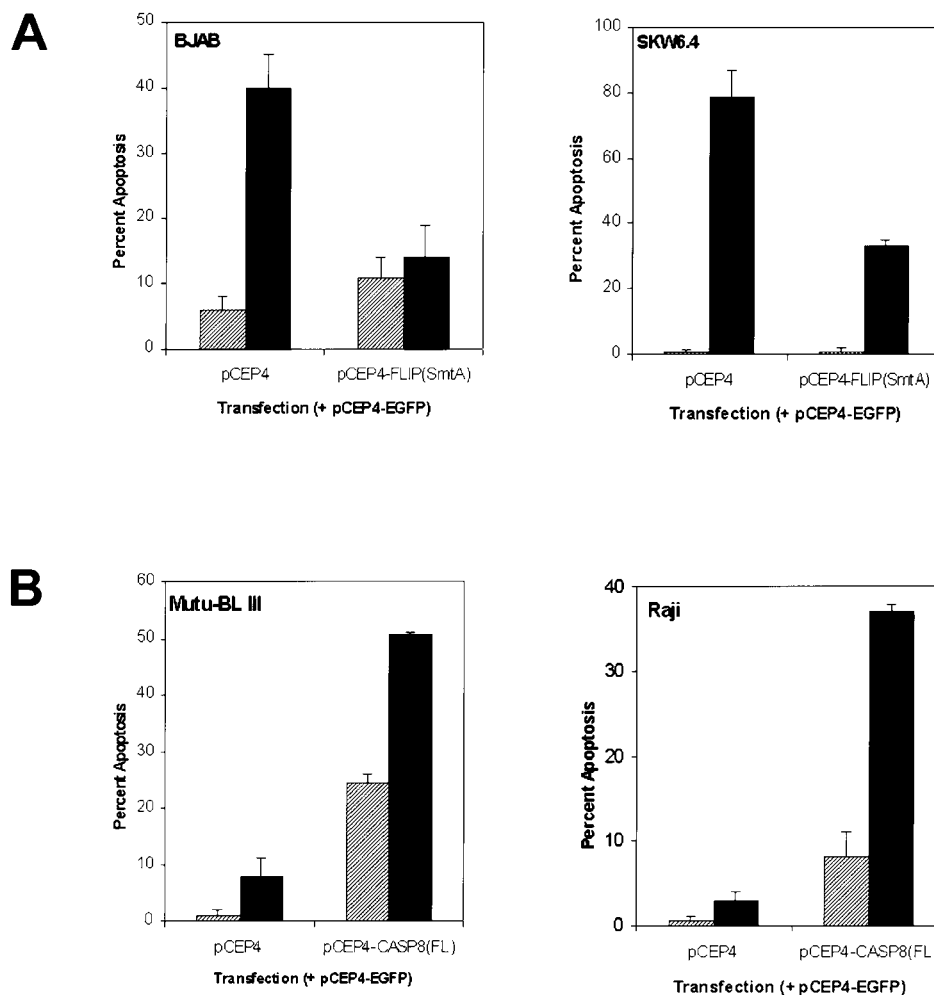 A
BJAB
Percent Apoptosis
50
40
30
20
10
0
pCEP4
pCEP4-FLIP(SmtA)
Transfection (+ pCEP4-EGFP)
SKW6.4
Percent Apoptosis
100
80
60
40
20
0
pCEP4
pCEP4-FLIP(SmtA)
Transfection (+ pCEP4-EGFP)
B
Mutu-BL III
Percent Apoptosis
60
50
40
30
20
10
0
pCEP4
pCEP4-CASP8(FL)
Transfection (+ pCEP4-EGFP)
Raji
Percent Apoptosis
40
30
20
10
0
pCEP4
pCEP4-CASP8(FL
Transfection (+ pCEP4-EGFP)